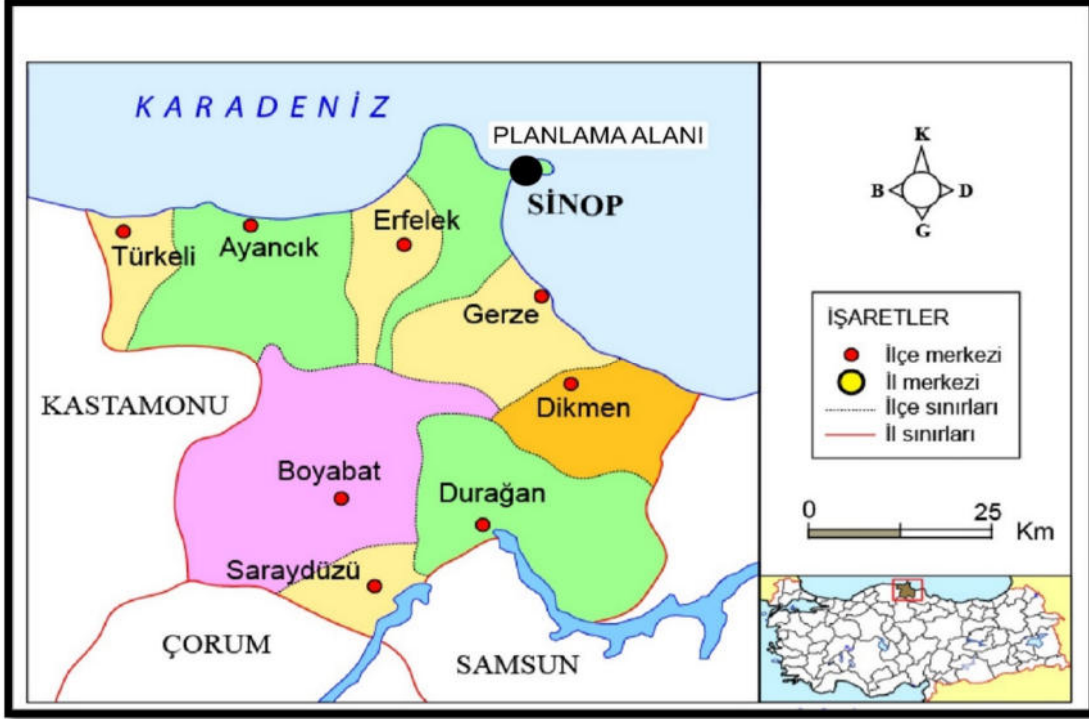 KARADENİZ
PLANLAMA ALANI
SİNOP
Erfelek
Türkeli
Ayancık
Gerze
KASTAMONU
Dikmen
Boyabat
Durağan
Saraydüzü
ÇORUM
SAMSUN
K
B D
G
İŞARETLER
İlçe merkezi
İl merkezi
İlçe sınırları
İl sınırları
0 25 Km